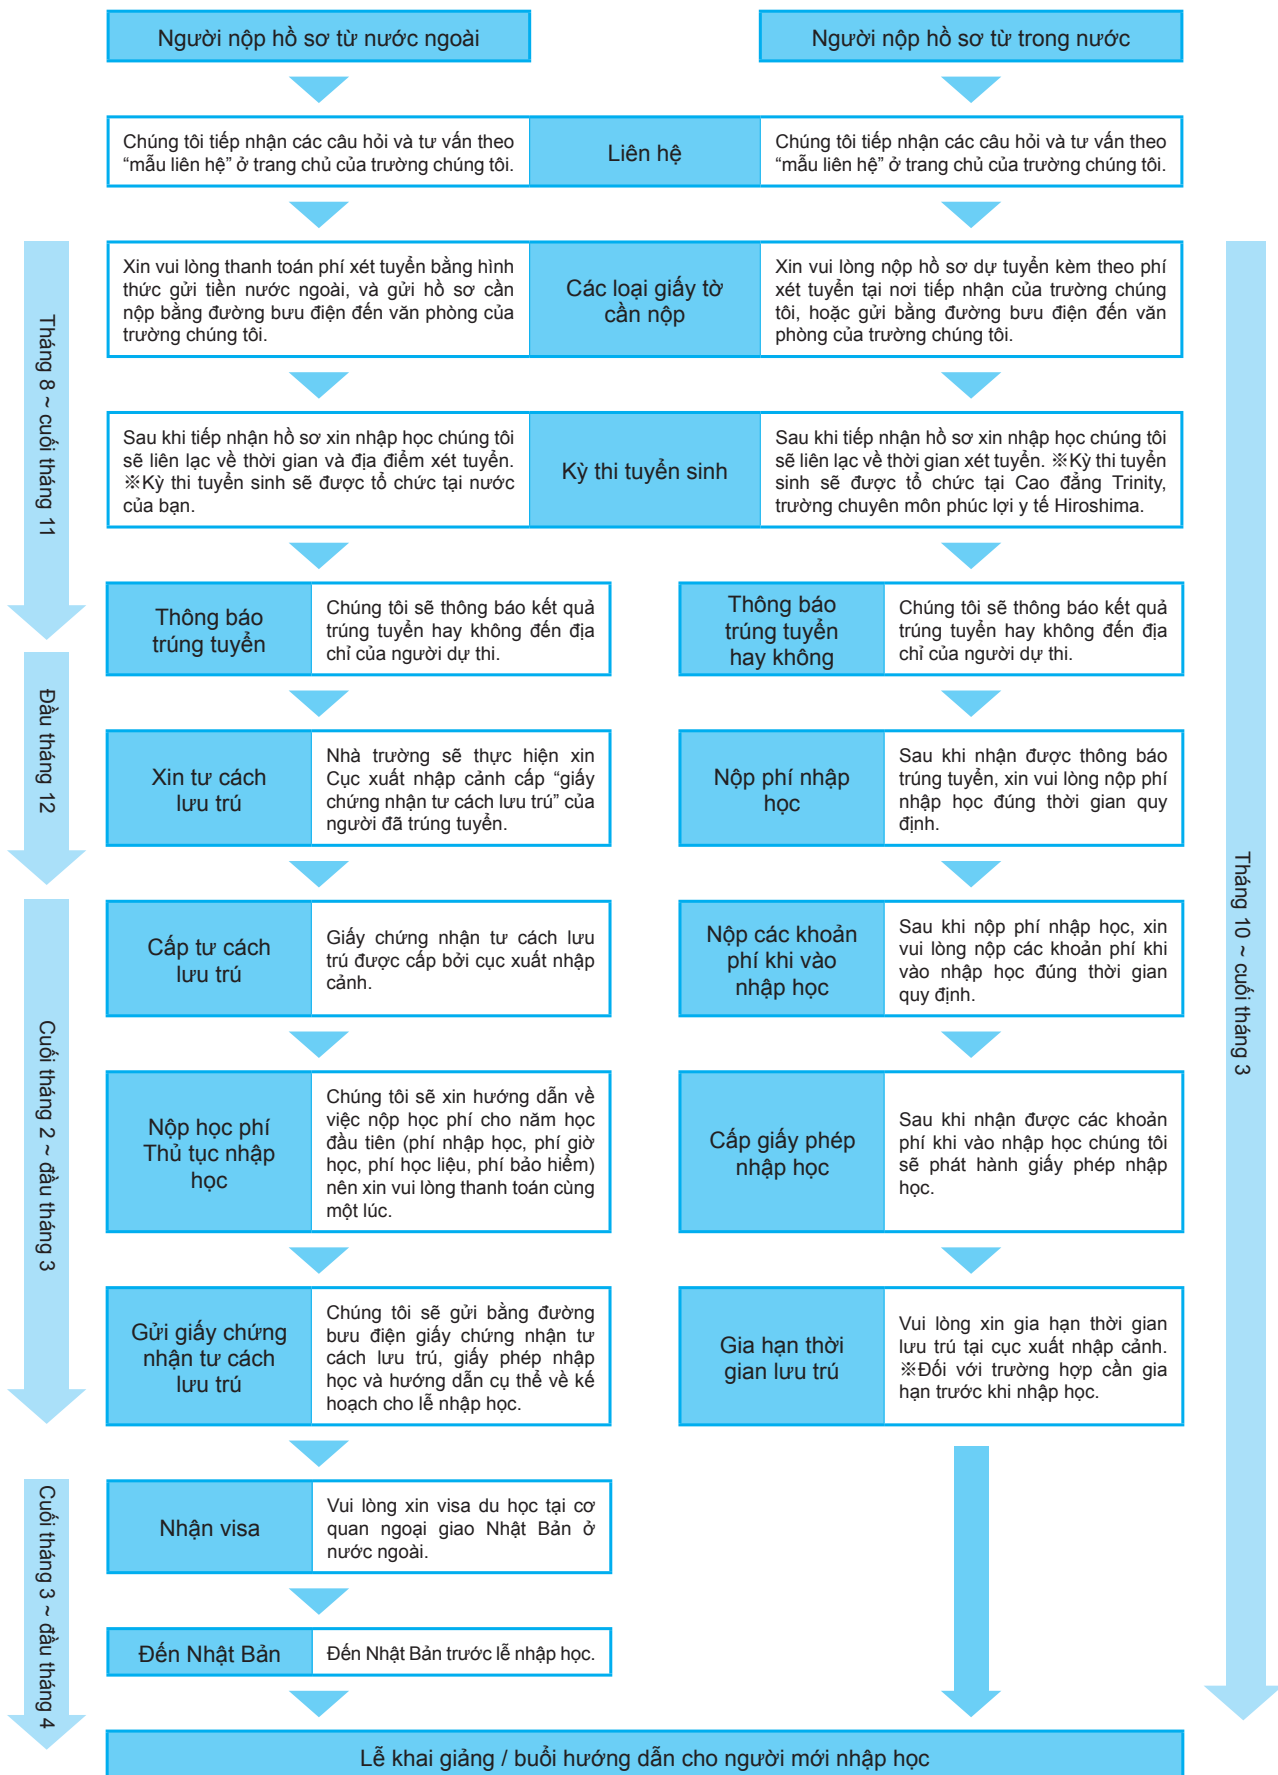 Người nộp hồ sơ từ nước ngoài
Người nộp hồ sơ từ trong nước
Chúng tôi tiếp nhận các câu hỏi và tư vấn theo
“mẫu liên hệ” ở trang chủ của trường chúng tôi.
Liên hệ
Chúng tôi tiếp nhận các câu hỏi và tư vấn theo
“mẫu liên hệ” ở trang chủ của trường chúng tôi.
Xin vui lòng thanh toán phí xét tuyển bằng hình
thức gửi tiền nước ngoài, và gửi hồ sơ cần
nộp bằng đường bưu điện đến văn phòng của
trường chúng tôi.
Các loại giấy tờ
cần nộp
Xin vui lòng nộp hồ sơ dự tuyển kèm theo phí
xét tuyển tại nơi tiếp nhận của trường chúng
tôi, hoặc gửi bằng đường bưu điện đến văn
phòng của trường chúng tôi.
Tháng 8 ~ cuối tháng 11
Sau khi tiếp nhận hồ sơ xin nhập học chúng tôi
sẽ liên lạc về thời gian và địa điểm xét tuyển.
※Kỳ thi tuyển sinh sẽ được tổ chức tại nước
của bạn.
Kỳ thi tuyển sinh
Sau khi tiếp nhận hồ sơ xin nhập học chúng tôi
sẽ liên lạc về thời gian xét tuyển. ※Kỳ thi tuyển
sinh sẽ được tổ chức tại Cao đẳng Trinity,
trường chuyên môn phúc lợi y tế Hiroshima.
Thông báo
trúng tuyển
Chúng tôi sẽ thông báo kết quả
trúng tuyển hay không đến địa
chỉ của người dự thi.
Thông báo
trúng tuyển
hay không
Chúng tôi sẽ thông báo kết quả
trúng tuyển hay không đến địa
chỉ của người dự thi.
Đầu tháng 12
Xin tư cách
lưu trú
Nhà trường sẽ thực hiện xin
Cục xuất nhập cảnh cấp “giấy
chứng nhận tư cách lưu trú” của
người đã trúng tuyển.
Nộp phí nhập
học
Sau khi nhận được thông báo
trúng tuyển, xin vui lòng nộp phí
nhập học đúng thời gian quy
định.
Cấp tư cách
lưu trú
Giấy chứng nhận tư cách lưu
trú được cấp bởi cục xuất nhập
cảnh.
Nộp các khoản
phí khi vào
nhập học
Sau khi nộp phí nhập học, xin
vui lòng nộp các khoản phí khi
vào nhập học đúng thời gian
quy định.
Tháng 10 ~ cuối tháng 3
Cuối tháng 2 ~ đầu tháng 3
Nộp học phí
Thủ tục nhập
học
Chúng tôi sẽ xin hướng dẫn về
việc nộp học phí cho năm học
đầu tiên (phí nhập học, phí giờ
học, phí học liệu, phí bảo hiểm)
nên xin vui lòng thanh toán cùng
một lúc.
Cấp giấy phép
nhập học
Sau khi nhận được các khoản
phí khi vào nhập học chúng tôi
sẽ phát hành giấy phép nhập
học.
Gửi giấy chứng
nhận tư cách
lưu trú
Chúng tôi sẽ gửi bằng đường
bưu điện giấy chứng nhận tư
cách lưu trú, giấy phép nhập
học và hướng dẫn cụ thể về kế
hoạch cho lễ nhập học.
Gia hạn thời
gian lưu trú
Vui lòng xin gia hạn thời gian
lưu trú tại cục xuất nhập cảnh.
※Đối với trường hợp cần gia
hạn trước khi nhập học.
Cuối tháng 3 ~ đầu tháng 4
Nhận visa
Vui lòng xin visa du học tại cơ
quan ngoại giao Nhật Bản ở
nước ngoài.
Đến Nhật Bản
Đến Nhật Bản trước lễ nhập học.
Lễ khai giảng / buổi hướng dẫn cho người mới nhập học